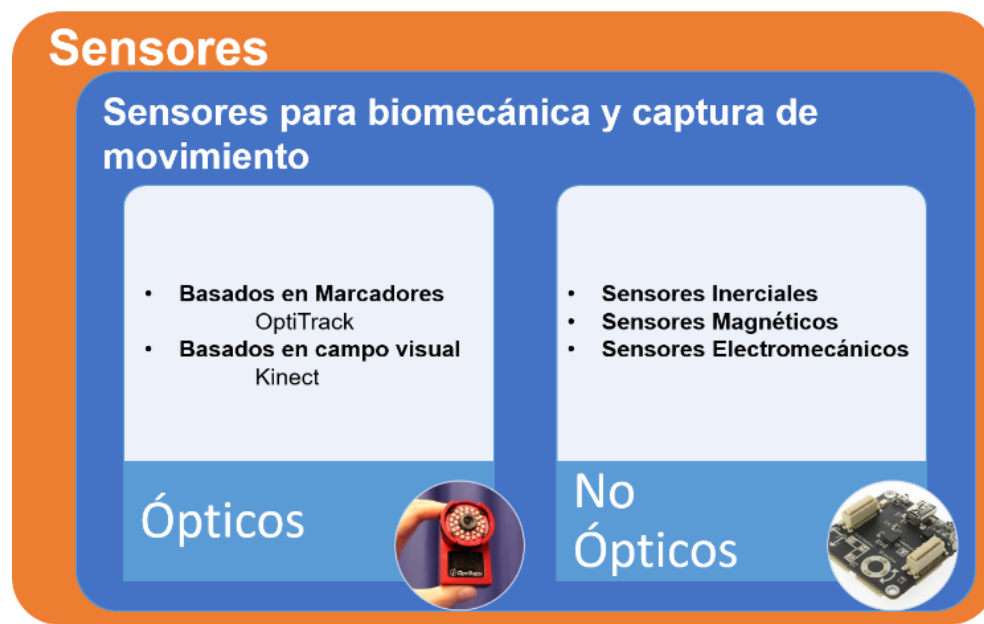 Sensores
Sensores para biomecánica y captura de
movimiento
• Basados en Marcadores
OptiTrack
• Basados en campo visual
Kinect
Ópticos
OptiTrack
• Sensores Inerciales
• Sensores Magnéticos
• Sensores Electromecánicos
No
Ópticos